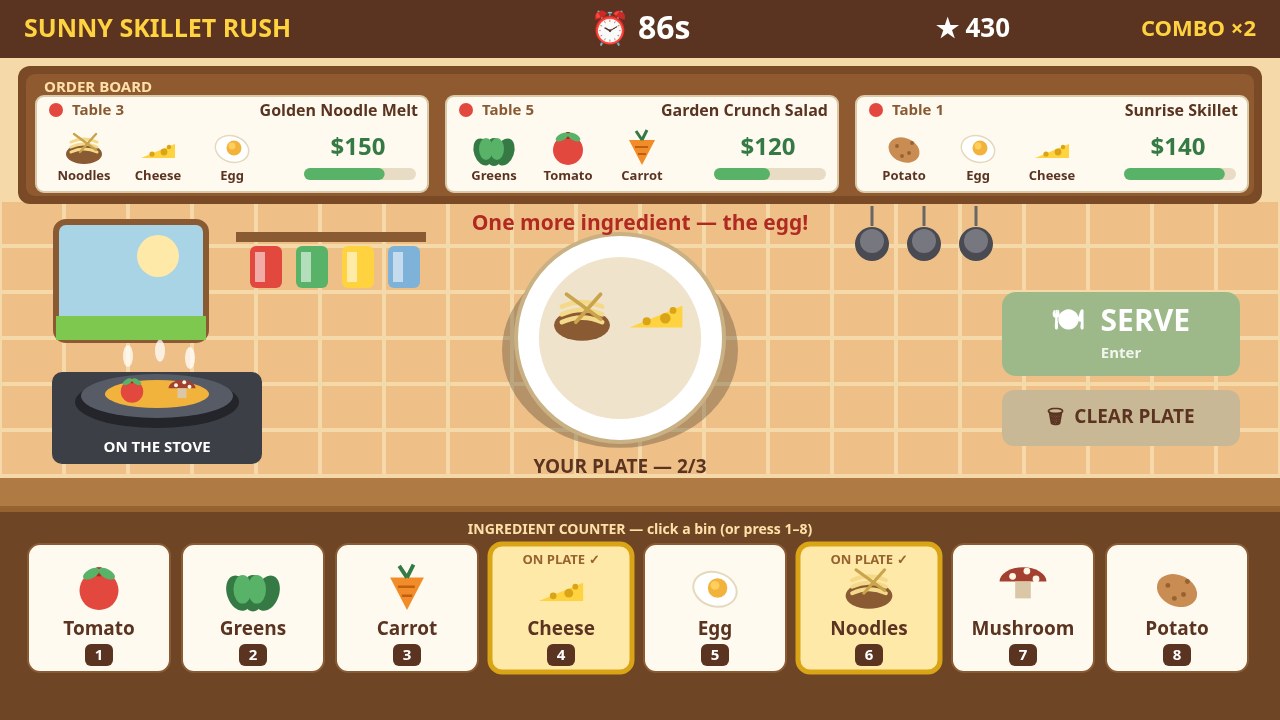 SUNNY SKILLET RUSH
⏰ 86s
★ 430
COMBO ×2
ORDER BOARD
Table 3
Golden Noodle Melt
Noodles
Cheese
Egg
$150
Table 5
Garden Crunch Salad
Greens
Tomato
Carrot
$120
Table 1
Sunrise Skillet
Potato
Egg
Cheese
$140
One more ingredient — the egg!
ON THE STOVE
YOUR PLATE — 2/3
🍽 SERVE
Enter
CLEAR PLATE
INGREDIENT COUNTER — click a bin (or press 1–8)
Tomato
1
Greens
2
Carrot
3
ON PLATE ✓
Cheese
4
Egg
5
ON PLATE ✓
Noodles
6
Mushroom
7
Potato
8